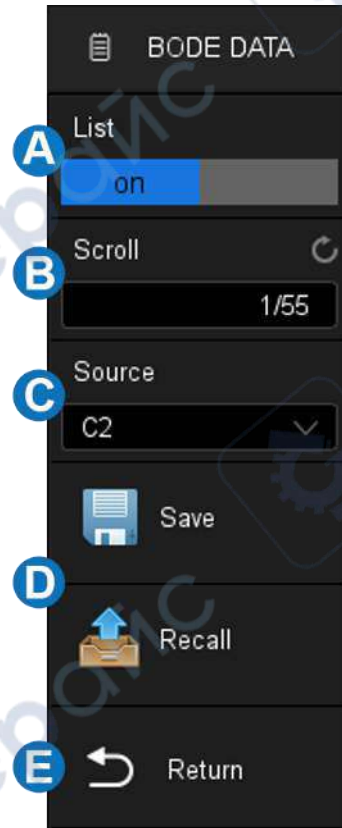 BODE DATA
A
List
on
B
Scroll
1/55
C
Source
C2
Save
D
Recall
E
Return